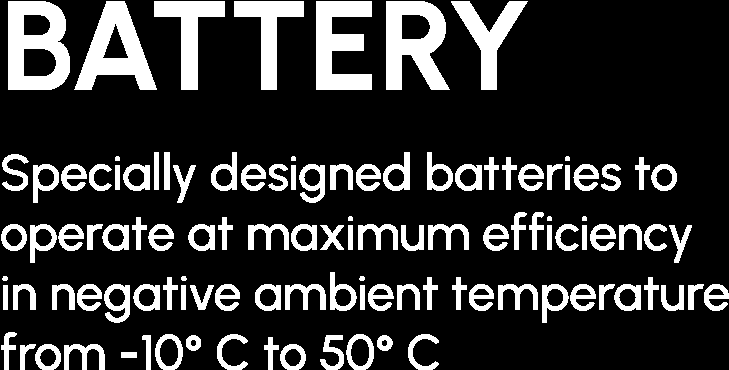 BATTERY
Specially designed batteries to
operate at maximum efficiency
in negative ambient temperature
from -10° C to 50° C